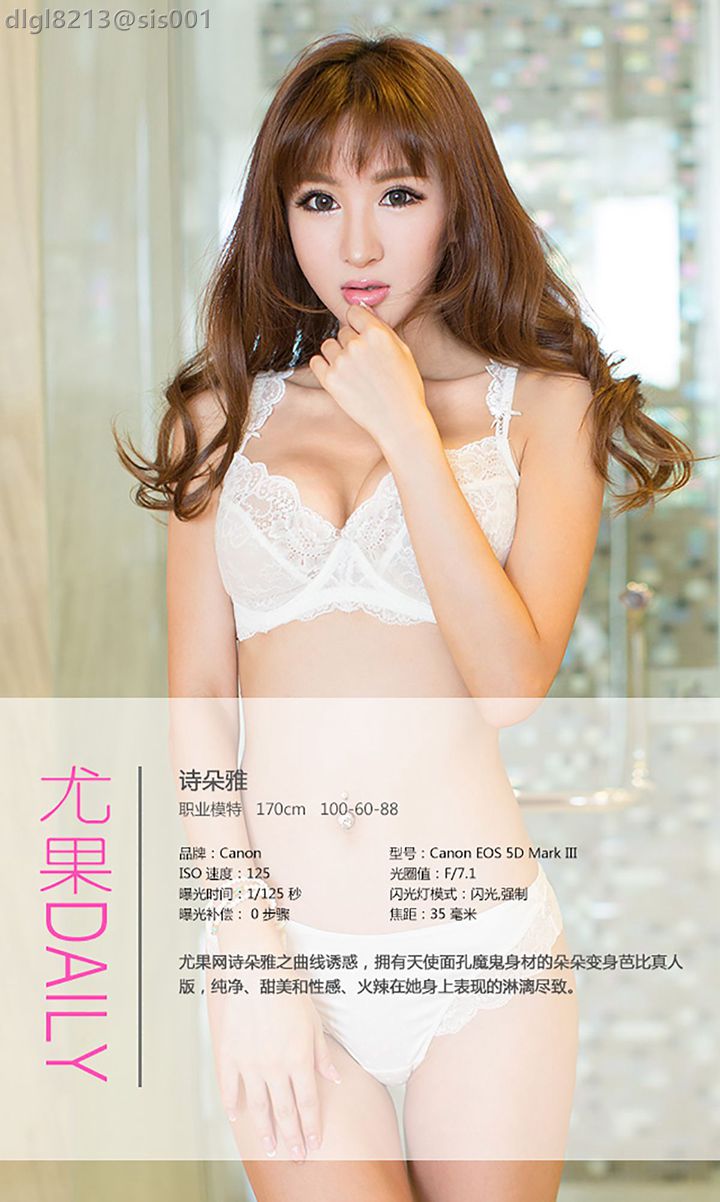 dlgl8213@sis001
尤果DAILY
诗朵雅
职业模特 170cm 100-60-88
品牌：Canon 型号：Canon EOS 5D Mark III
ISO 速度：125 光圈值：F/7.1
曝光时间：1/125 秒 闪光灯模式：闪光,强制
曝光补偿： 0 步骤 焦距：35 毫米
尤果网诗朵雅之曲线诱惑，拥有天使面孔魔鬼身材的朵朵变身芭比真人
版，纯净、甜美和性感、火辣在她身上表现的淋漓尽致。